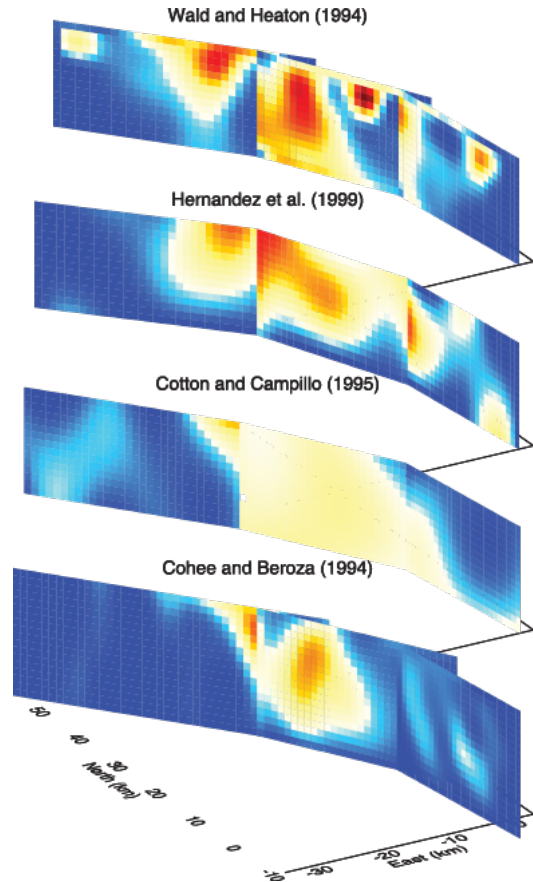 Wald and Heaton (1994)
Hernandez et al. (1999)
Cotton and Campillo (1995)
Cohee and Beroza (1994)
50
40
30
20
10
0
North (km)
-10
-30
-20
-10
East (km)